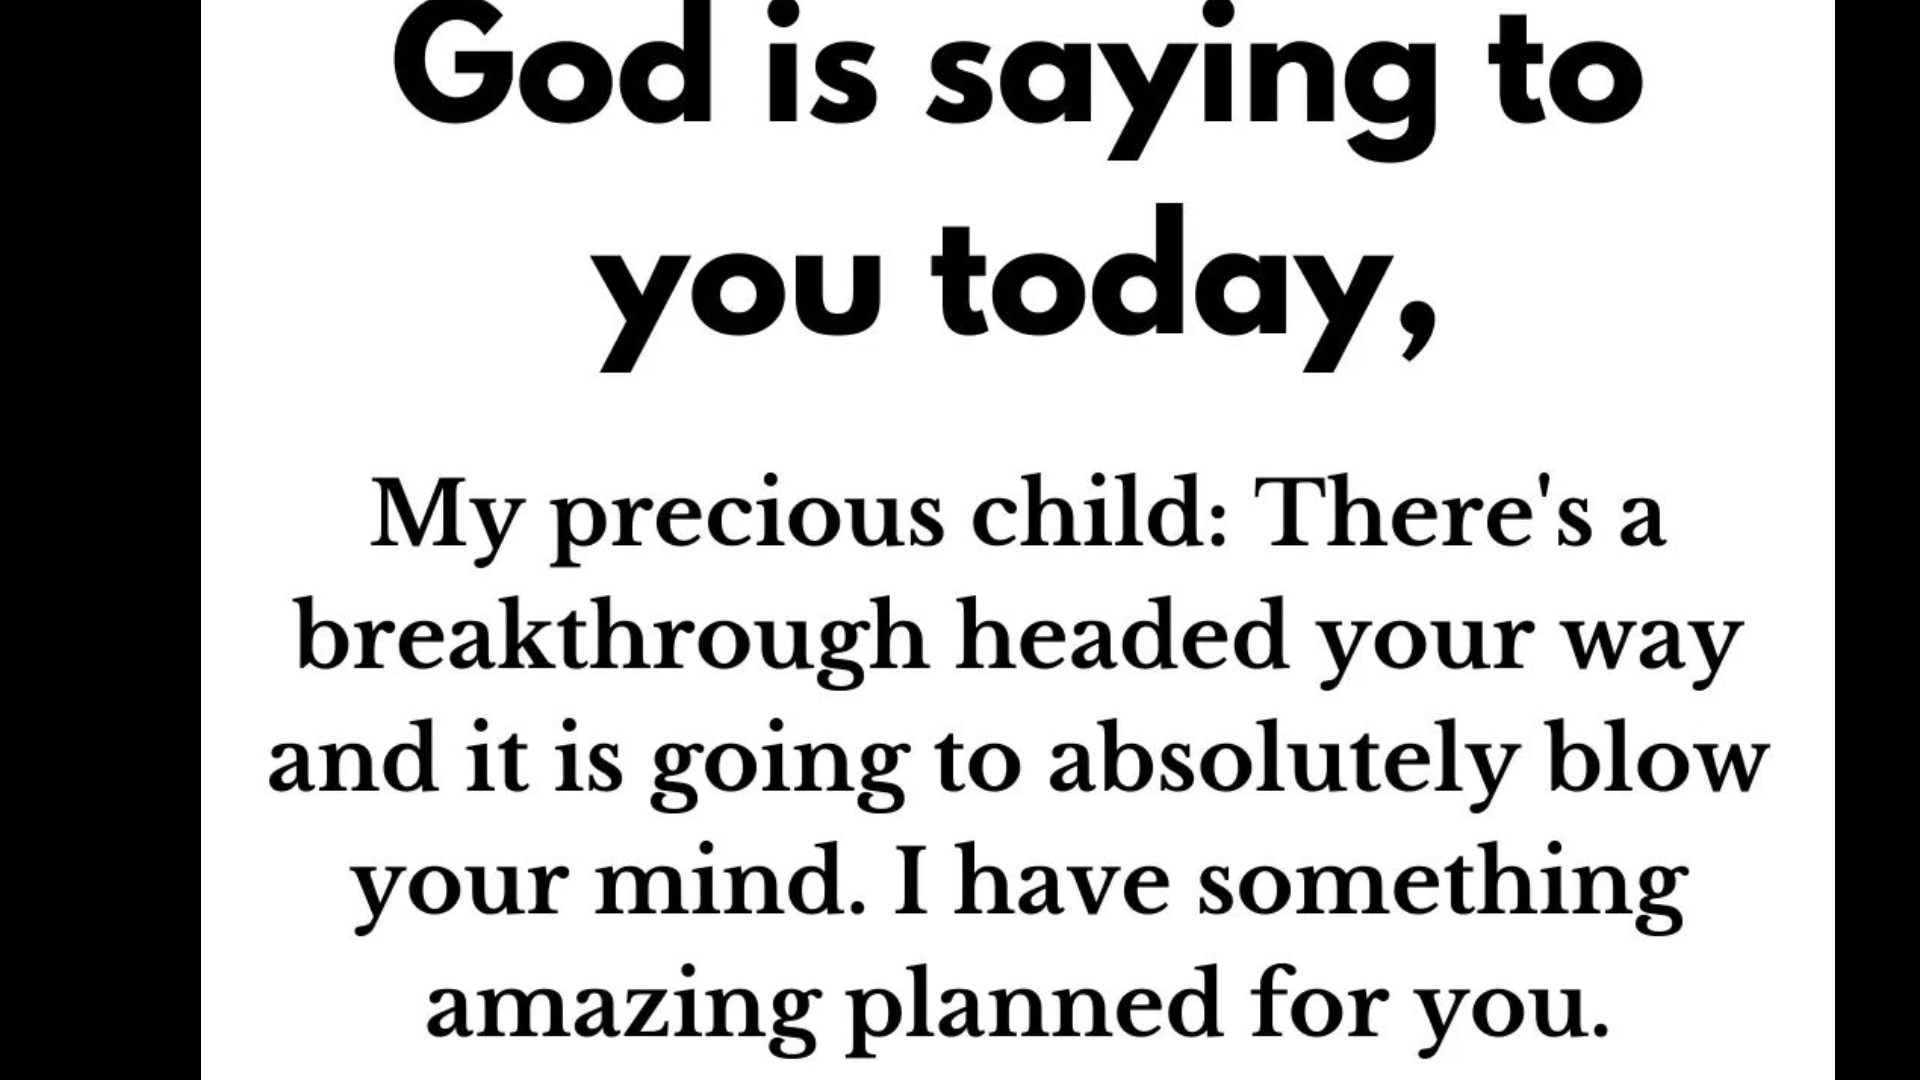 God is saying to
you today,
My precious child: There's a
breakthrough headed your way
and it is going to absolutely blow
your mind. I have something
amazing planned for you.